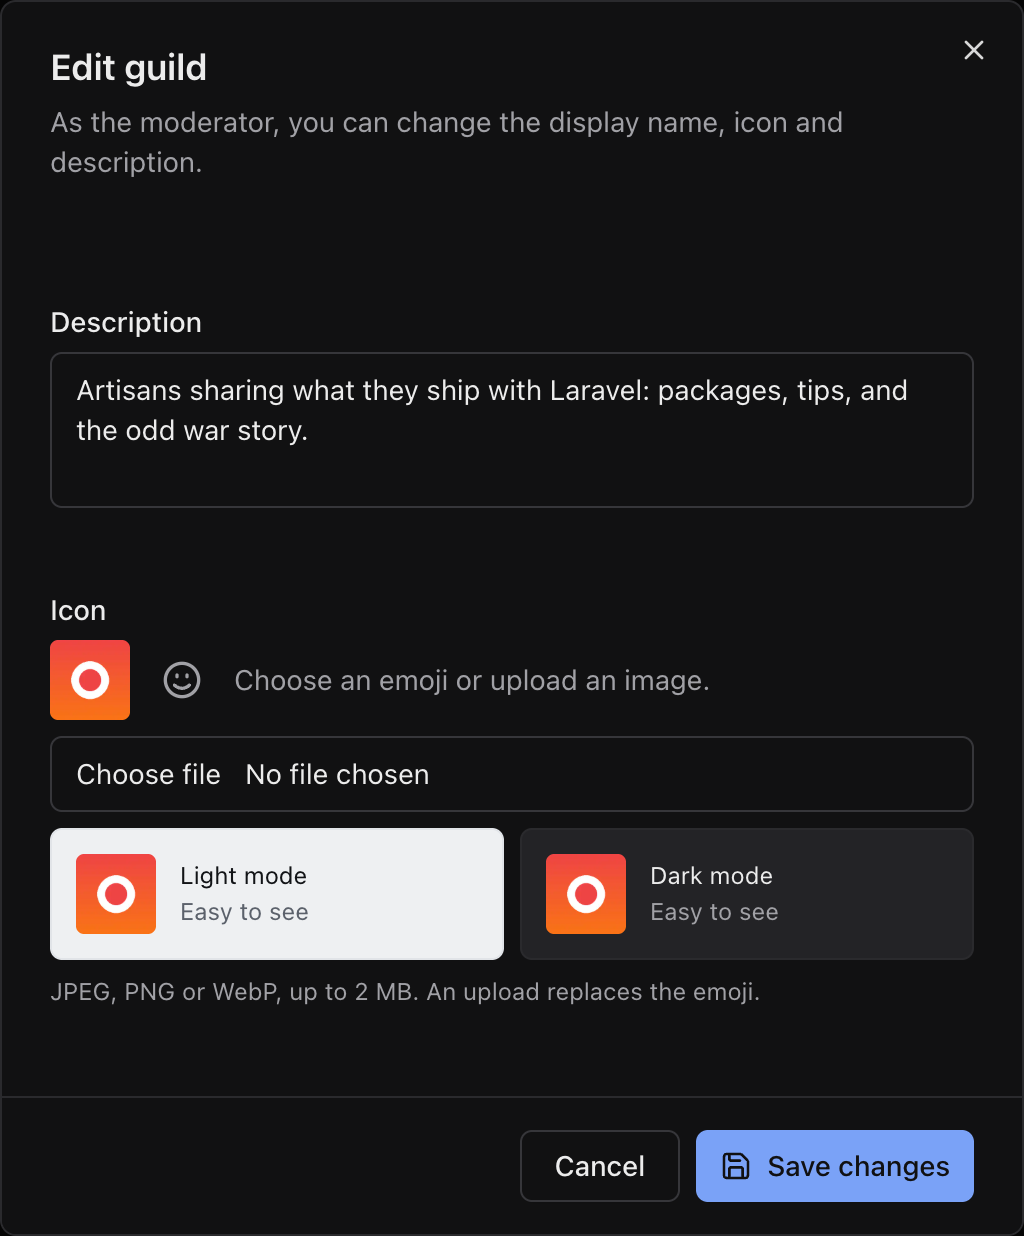 Edit guild
As the moderator, you can change the display name, icon and
description.
Description
Artisans sharing what they ship with Laravel: packages, tips, and
the odd war story.
Icon
Choose an emoji or upload an image.
Choose file No file chosen
Light mode
Easy to see
Dark mode
Easy to see
JPEG, PNG or WebP, up to 2 MB. An upload replaces the emoji.
Cancel
Save changes